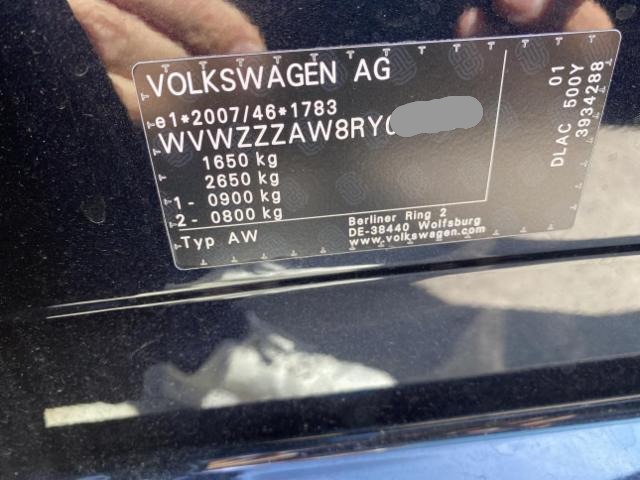 VOLKSWAGEN AG
e1*2007/46*1783
WVWZZZAW8RY
1650 kg
2650 kg
1- 0900 kg
2- 0800 kg
Typ AW
Berliner Ring 2
DE-38440 Wolfsburg
www.volkswagen.com
01
DLAC 500Y
3934288